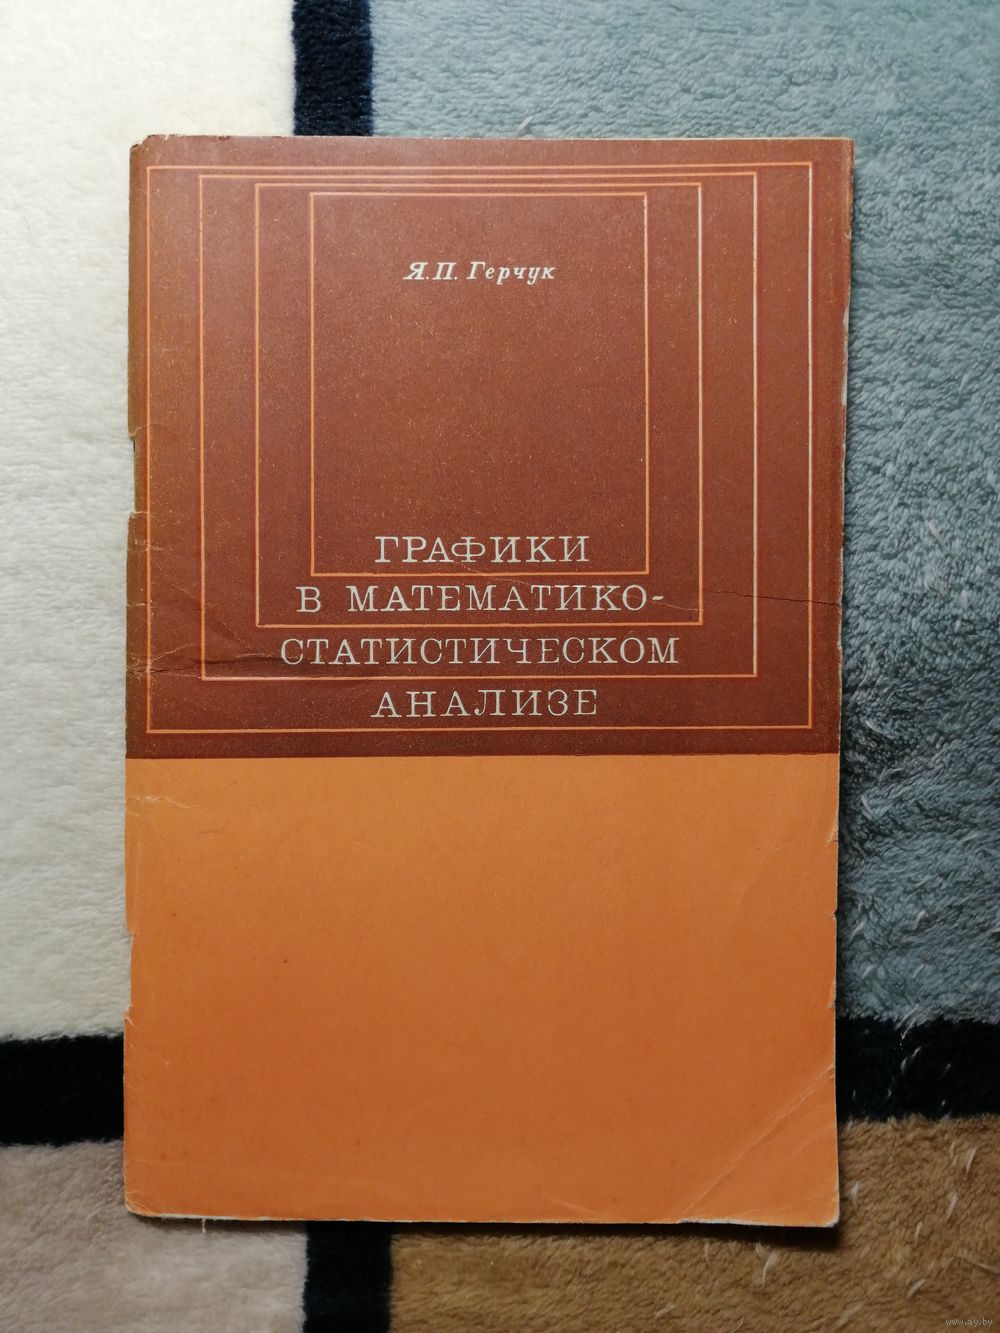 Я.П. Герчук
ГРАФИКИ
В МАТЕМАТИКО-
СТАТИСТИЧЕСКОМ
АНАЛИЗЕ
www.ay.by